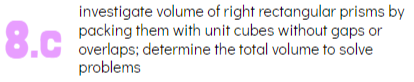 8.c
investigate volume of right rectangular prisms by
packing them with unit cubes without gaps or
overlaps; determine the total volume to solve
problems